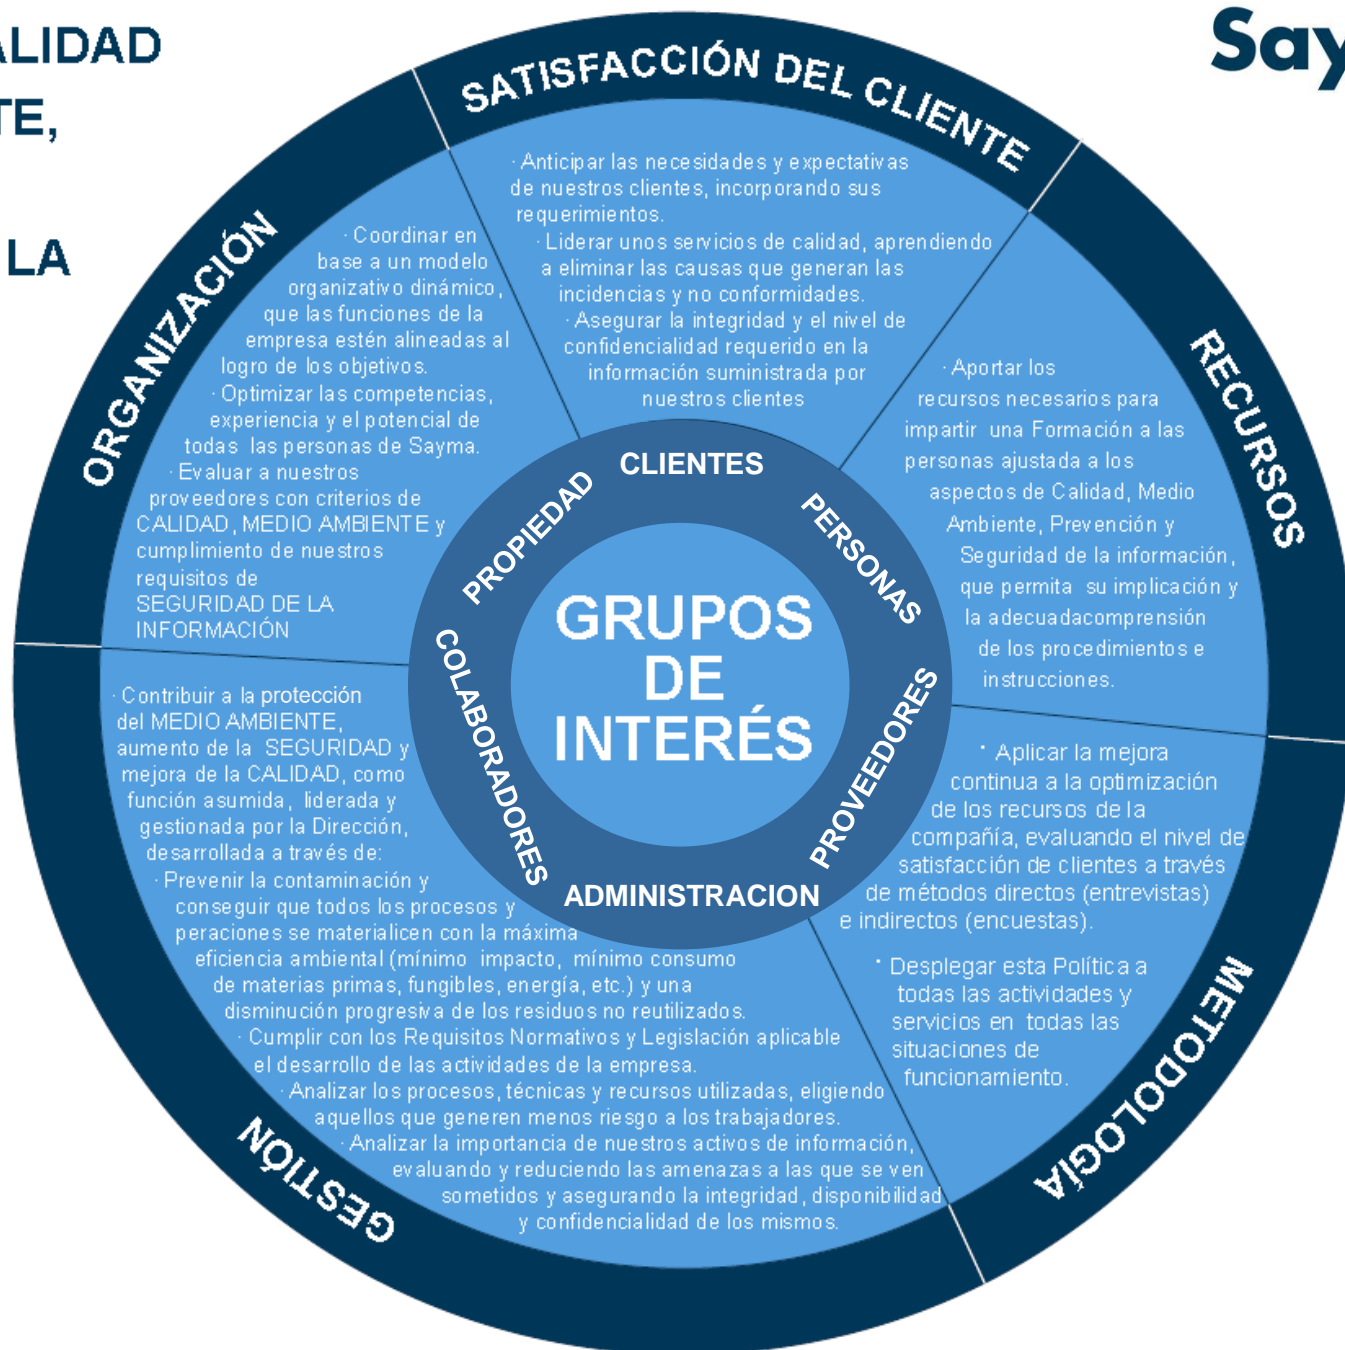 ALIDAD
TE,
LA
Say
SATISFACCIÓN DEL CLIENTE
· Anticipar las necesidades y expectativas
de nuestros clientes, incorporando sus
requerimientos.
· Liderar unos servicios de calidad, aprendiendo
a eliminar las causas que generan las
incidencias y no conformidades.
· Asegurar la integridad y el nivel de
confidencialidad requerido en la
información suministrada por
nuestros clientes
RECURSOS
· Aportar los
recursos necesarios para
impartir una Formación a las
personas ajustada a los
aspectos de Calidad, Medio
Ambiente, Prevención y
Seguridad de la información,
que permita su implicación y
la adecuadacomprensión
de los procedimientos e
instrucciones.
METODOLOGÍA
· Aplicar la mejora
continua a la optimización
de los recursos de la
compañía, evaluando el nivel de
satisfacción de clientes a través
de métodos directos (entrevistas)
e indirectos (encuestas).
· Desplegar esta Política a
todas las actividades y
servicios en todas las
situaciones de
funcionamiento.
GESTIÓN
· Contribuir a la protección
del MEDIO AMBIENTE,
aumento de la SEGURIDAD y
mejora de la CALIDAD, como
función asumida, liderada y
gestionada por la Dirección,
desarrollada a través de:
· Prevenir la contaminación y
conseguir que todos los procesos y
peraciones se materialicen con la máxima
eficiencia ambiental (mínimo impacto, mínimo consumo
de materias primas, fungibles, energía, etc.) y una
disminución progresiva de los residuos no reutilizados.
· Cumplir con los Requisitos Normativos y Legislación aplicable
el desarrollo de las actividades de la empresa.
· Analizar los procesos, técnicas y recursos utilizadas, eligiendo
aquellos que generen menos riesgo a los trabajadores.
· Analizar la importancia de nuestros activos de información,
evaluando y reduciendo las amenazas a las que se ven
sometidos y asegurando la integridad, disponibilidad
y confidencialidad de los mismos.
ORGANIZACIÓN
· Coordinar en
base a un modelo
organizativo dinámico,
que las funciones de la
empresa estén alineadas al
logro de los objetivos.
· Optimizar las competencias,
experiencia y el potencial de
todas las personas de Sayma.
· Evaluar a nuestros
proveedores con criterios de
CALIDAD, MEDIO AMBIENTE y
cumplimiento de nuestros
requisitos de
SEGURIDAD DE LA
INFORMACIÓN
CLIENTES
PERSONAS
PROVEEDORES
ADMINISTRACION
COLABORADORES
PROPIEDAD
GRUPOS
DE
INTERÉS